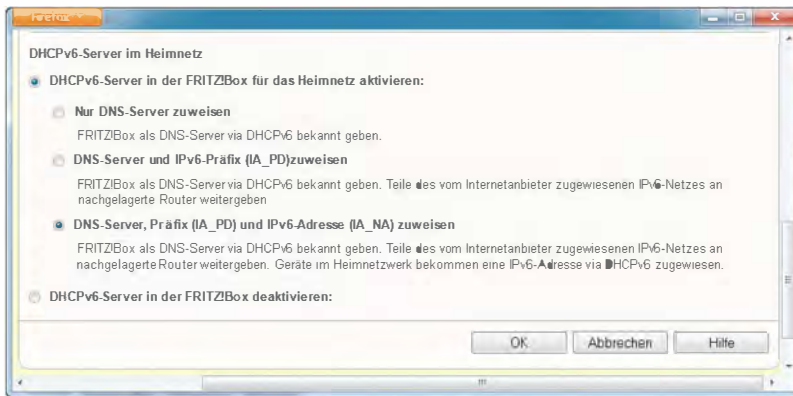 Firefox
DHCPv6-Server im Heimnetz
DHCPv6-Server in der FRITZ!Box für das Heimnetz aktivieren:
Nur DNS-Server zuweisen
FRITZ!Box als DNS-Server via DHCPv6 bekannt geben.
DNS-Server und IPv6-Präfix (IA_PD)zuweisen
FRITZ!Box als DNS-Server via DHCPv6 bekannt geben. Teile des vom Internetanbieter zugewiesenen IPv6-Netzes an
nachgelagerte Router weitergeben
DNS-Server, Präfix (IA_PD) und IPv6-Adresse (IA_NA) zuweisen
FRITZ!Box als DNS-Server via DHCPv6 bekannt geben. Teile des vom Internetanbieter zugewiesenen IPv6-Netzes an
nachgelagerte Router weitergeben. Geräte im Heimnetzwerk bekommen eine IPv6-Adresse via DHCPv6 zugewiesen.
DHCPv6-Server in der FRITZ!Box deaktivieren:
OK Abbrechen Hilfe